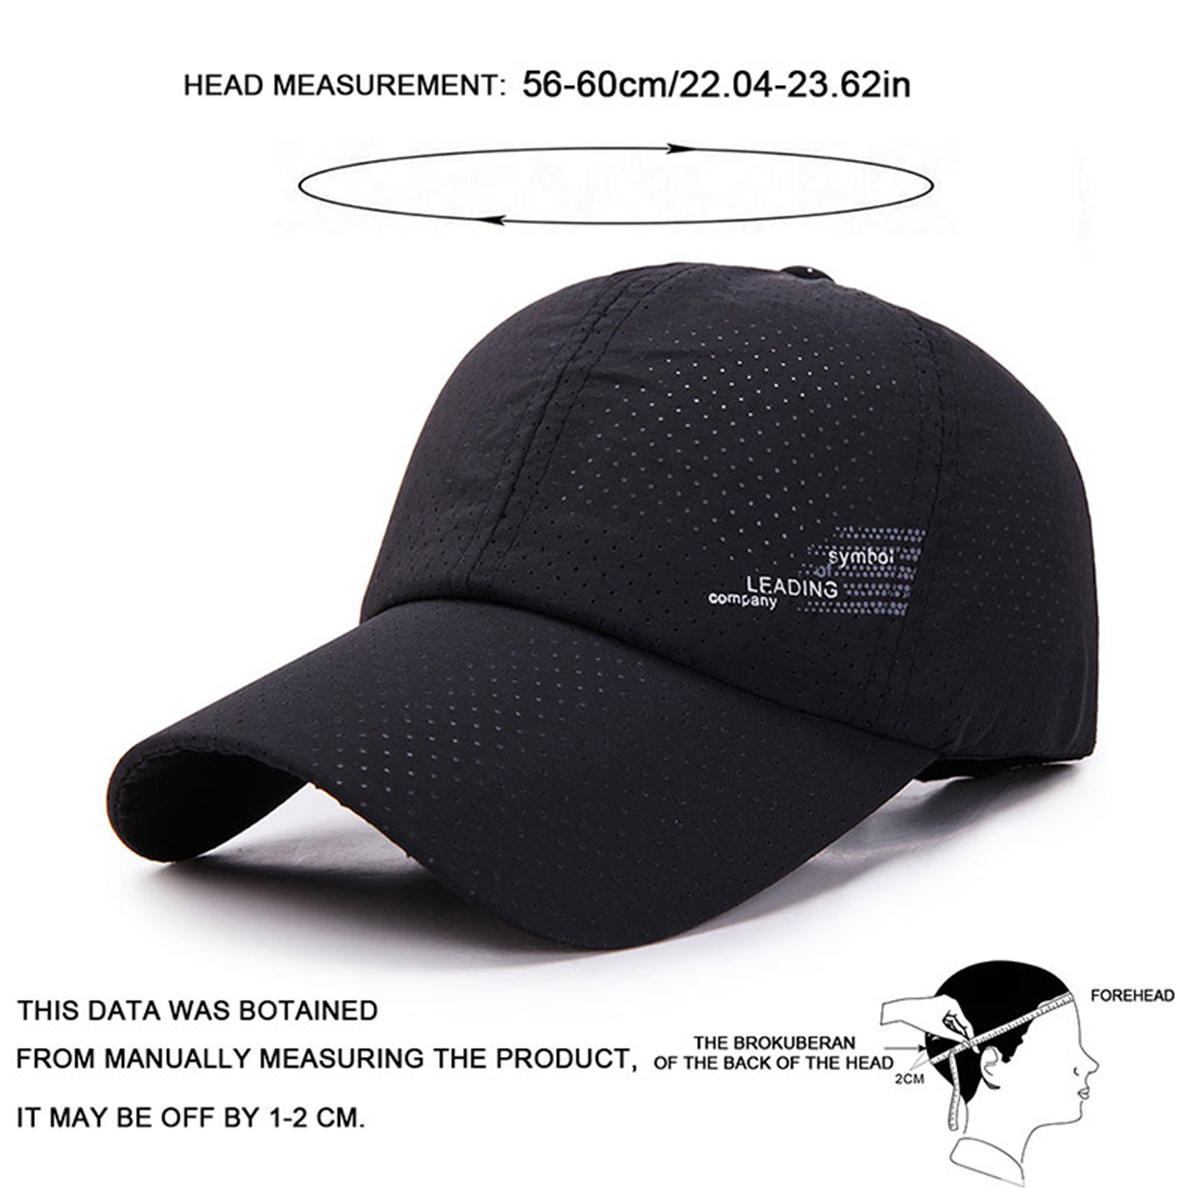 HEAD MEASUREMENT: 56-60cm/22.04-23.62in
symbol
of
LEADING
company
THIS DATA WAS BOTAINED
FROM MANUALLY MEASURING THE PRODUCT,
IT MAY BE OFF BY 1-2 CM.
FOREHEAD
THE BROKUBERAN
OF THE BACK OF THE HEAD
2CM